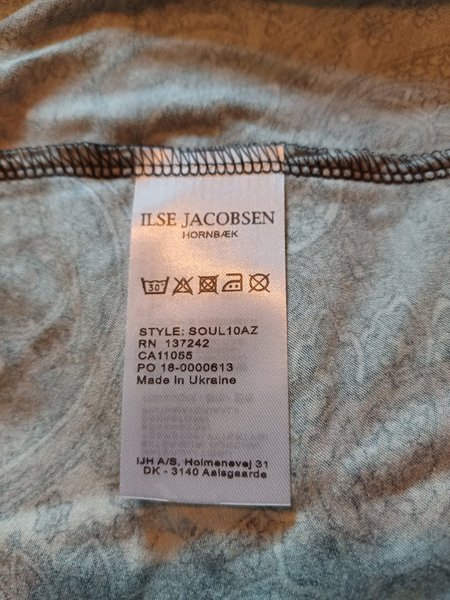 ILSE JACOBSEN
HORNBÆK
30°
STYLE: SOUL10AZ
RN 137242
CA11055
PO 18-0000613
Made In Ukraine
IJH A/S, Holmenevej 31
DK - 3140 Aalsgaarde